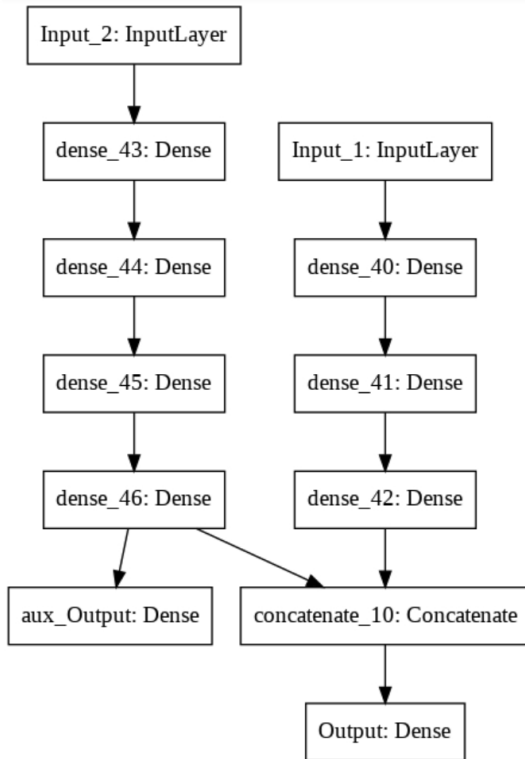 Input_2: InputLayer
dense_43: Dense
Input_1: InputLayer
dense_44: Dense
dense_40: Dense
dense_45: Dense
dense_41: Dense
dense_46: Dense
dense_42: Dense
aux_Output: Dense
concatenate_10: Concatenate
Output: Dense